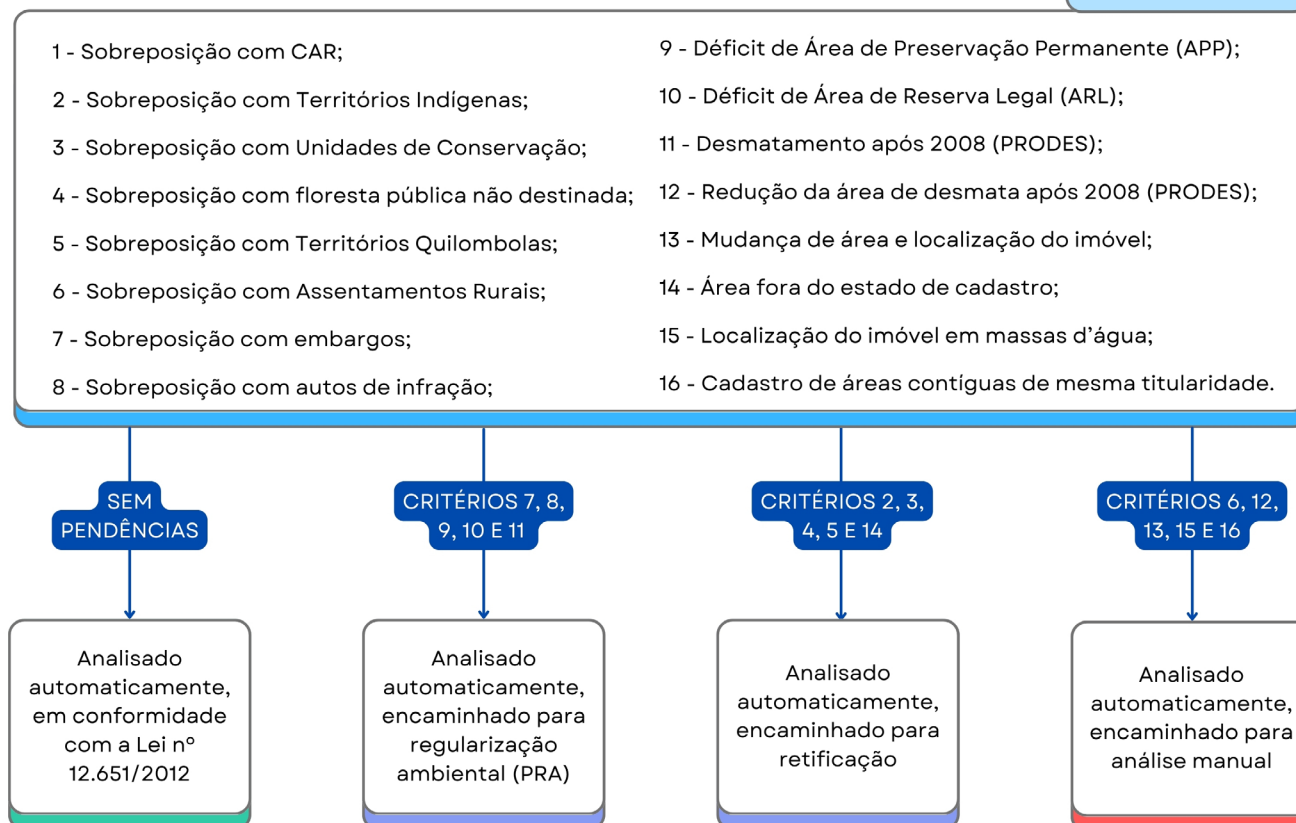 1 - Sobreposição com CAR;
2 - Sobreposição com Territórios Indígenas;
3 - Sobreposição com Unidades de Conservação;
4 - Sobreposição com floresta pública não destinada;
5 - Sobreposição com Territórios Quilombolas;
6 - Sobreposição com Assentamentos Rurais;
7 - Sobreposição com embargos;
8 - Sobreposição com autos de infração;
9 - Déficit de Área de Preservação Permanente (APP);
10 - Déficit de Área de Reserva Legal (ARL);
11 - Desmatamento após 2008 (PRODES);
12 - Redução da área de desmata após 2008 (PRODES);
13 - Mudança de área e localização do imóvel;
14 - Área fora do estado de cadastro;
15 - Localização do imóvel em massas d'água;
16 - Cadastro de áreas contíguas de mesma titularidade.
SEM
PENDÊNCIAS
CRITÉRIOS 7, 8,
9, 10 E 11
CRITÉRIOS 2, 3,
4, 5 E 14
CRITÉRIOS 6, 12,
13, 15 E 16
Analisado
automaticamente,
em conformidade
com a Lei nº
12.651/2012
Analisado
automaticamente,
encaminhado para
regularização
ambiental (PRA)
Analisado
automaticamente,
encaminhado para
retificação
Analisado
automaticamente,
encaminhado para
análise manual